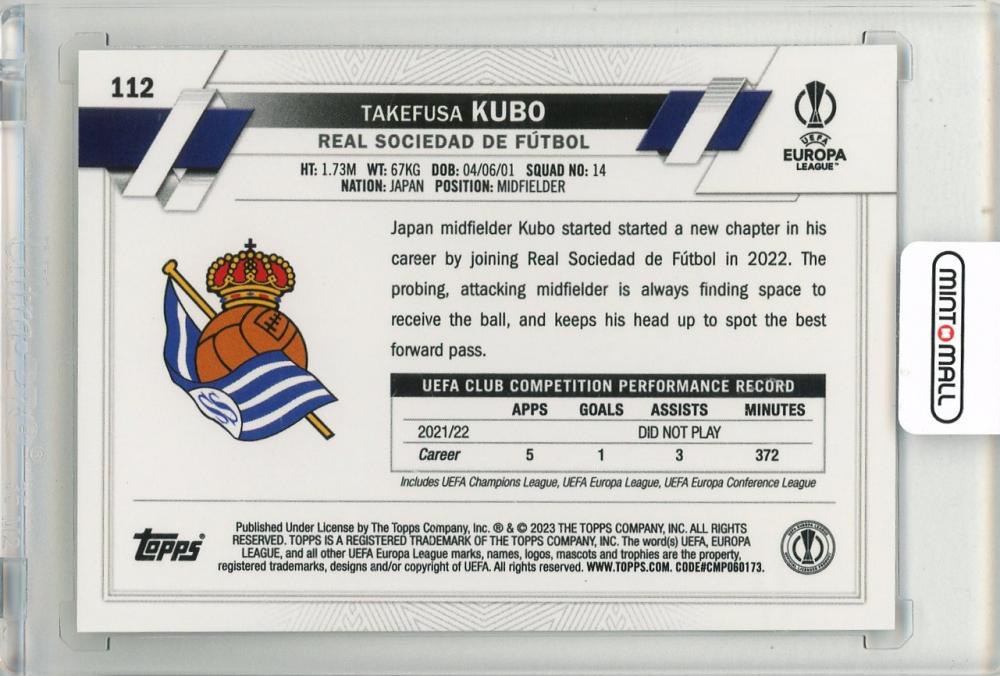 112
TAKEFUSA KUBO
REAL SOCIEDAD DE FÚTBOL
HT: 1.73M WT: 67KG DOB: 04/06/01 SQUAD NO: 14
NATION: JAPAN POSITION: MIDFIELDER
UEFA
EUROPA
LEAGUE™
Japan midfielder Kubo started started a new chapter in his
career by joining Real Sociedad de Fútbol in 2022. The
probing, attacking midfielder is always finding space to
receive the ball, and keeps his head up to spot the best
forward pass.
UEFA CLUB COMPETITION PERFORMANCE RECORD
APPS GOALS ASSISTS MINUTES
2021/22 DID NOT PLAY
Career 5 1 3 372
Includes UEFA Champions League, UEFA Europa League, UEFA Europa Conference League
Topps®
Published Under License by The Topps Company, Inc. ® & © 2023 THE TOPPS COMPANY, INC. ALL RIGHTS
RESERVED. TOPPS IS A REGISTERED TRADEMARK OF THE TOPPS COMPANY, INC. The word(s) UEFA, EUROPA
LEAGUE, and all other UEFA Europa League marks, names, logos, mascots and trophies are the property,
registered trademarks, designs and/or copyright of UEFA. All rights reserved. WWW.TOPPS.COM. CODE#CMP060173.
MINTOMALL